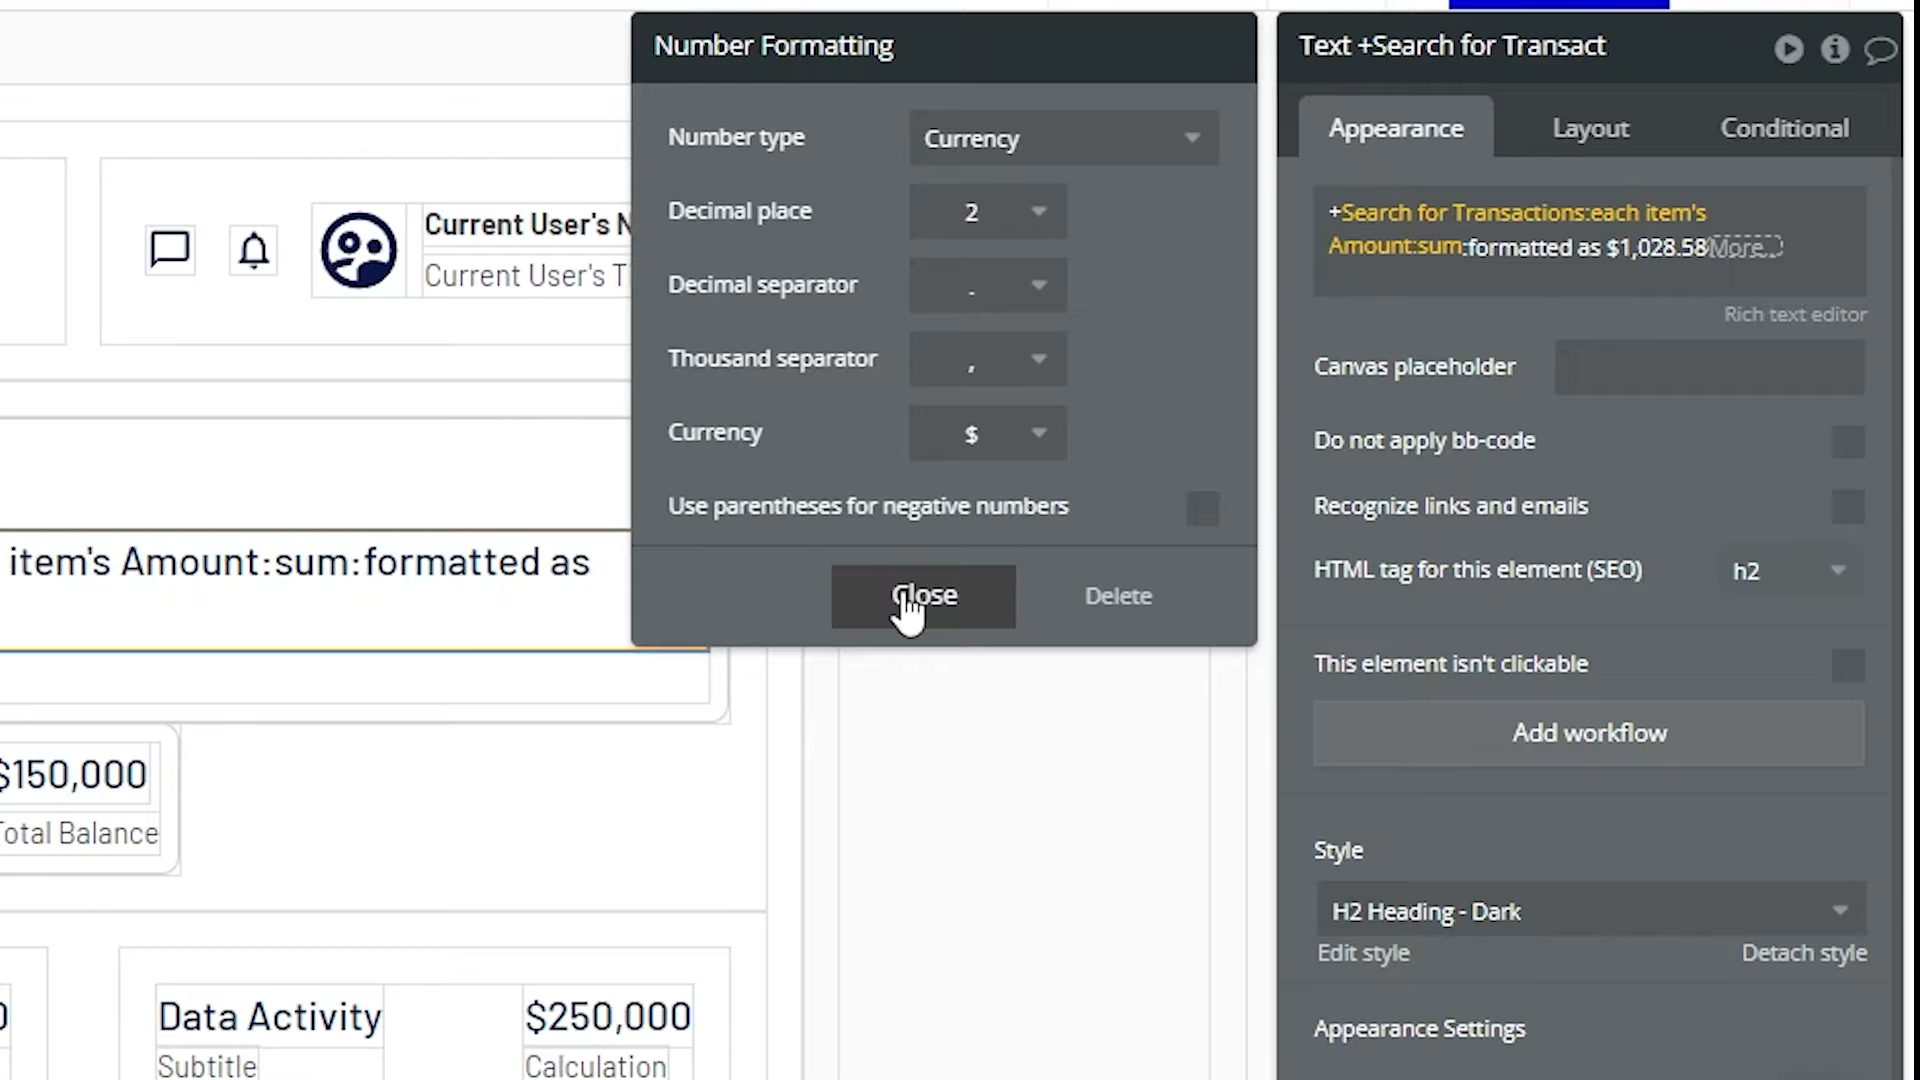 Number Formatting
Number type
Currency
Decimal place
2
Decimal separator
.
Thousand separator
,
Currency
$
Use parentheses for negative numbers
Close
Delete
Text +Search for Transact
Appearance
Layout
Conditional
+Search for Transactions:each item's
Amount:sum:formatted as $1,028.58More...
Rich text editor
Canvas placeholder
Do not apply bb-code
Recognize links and emails
HTML tag for this element (SEO)
h2
This element isn't clickable
Add workflow
Style
H2 Heading - Dark
Edit style
Detach style
Appearance Settings
Current User's N
Current User's T
item's Amount:sum:formatted as
$150,000
Total Balance
Data Activity
$250,000
Subtitle
Calculation